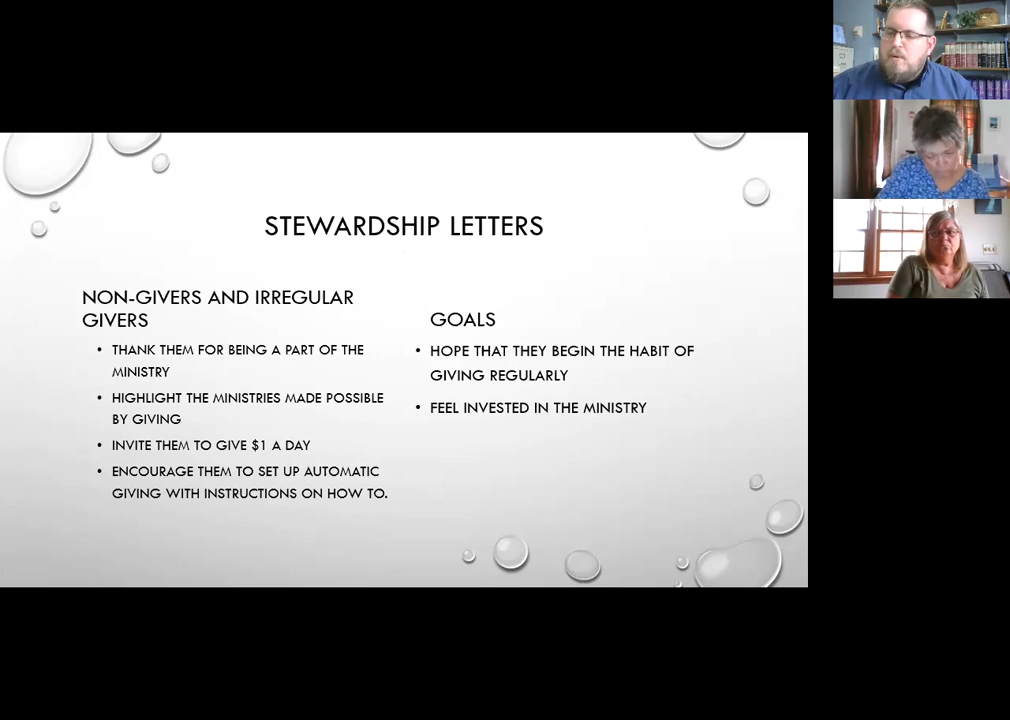 STEWARDSHIP LETTERS
NON-GIVERS AND IRREGULAR
GIVERS
• THANK THEM FOR BEING A PART OF THE
MINISTRY
• HIGHLIGHT THE MINISTRIES MADE POSSIBLE
BY GIVING
• INVITE THEM TO GIVE $1 A DAY
• ENCOURAGE THEM TO SET UP AUTOMATIC
GIVING WITH INSTRUCTIONS ON HOW TO.
GOALS
• HOPE THAT THEY BEGIN THE HABIT OF
GIVING REGULARLY
• FEEL INVESTED IN THE MINISTRY